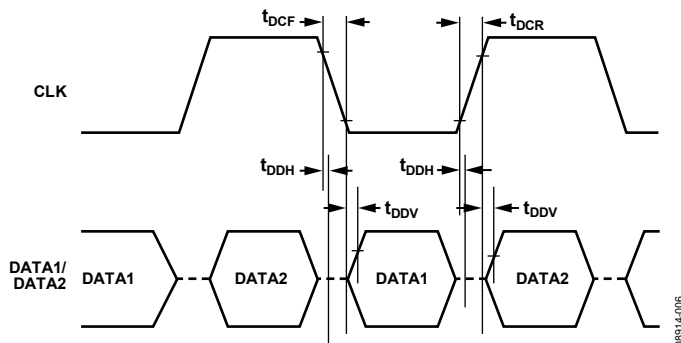 tDCF
tDCR
CLK
tDDH
tDDH
tDDV
tDDV
DATA1/
DATA2
DATA1
DATA2
DATA1
DATA2
08914-006